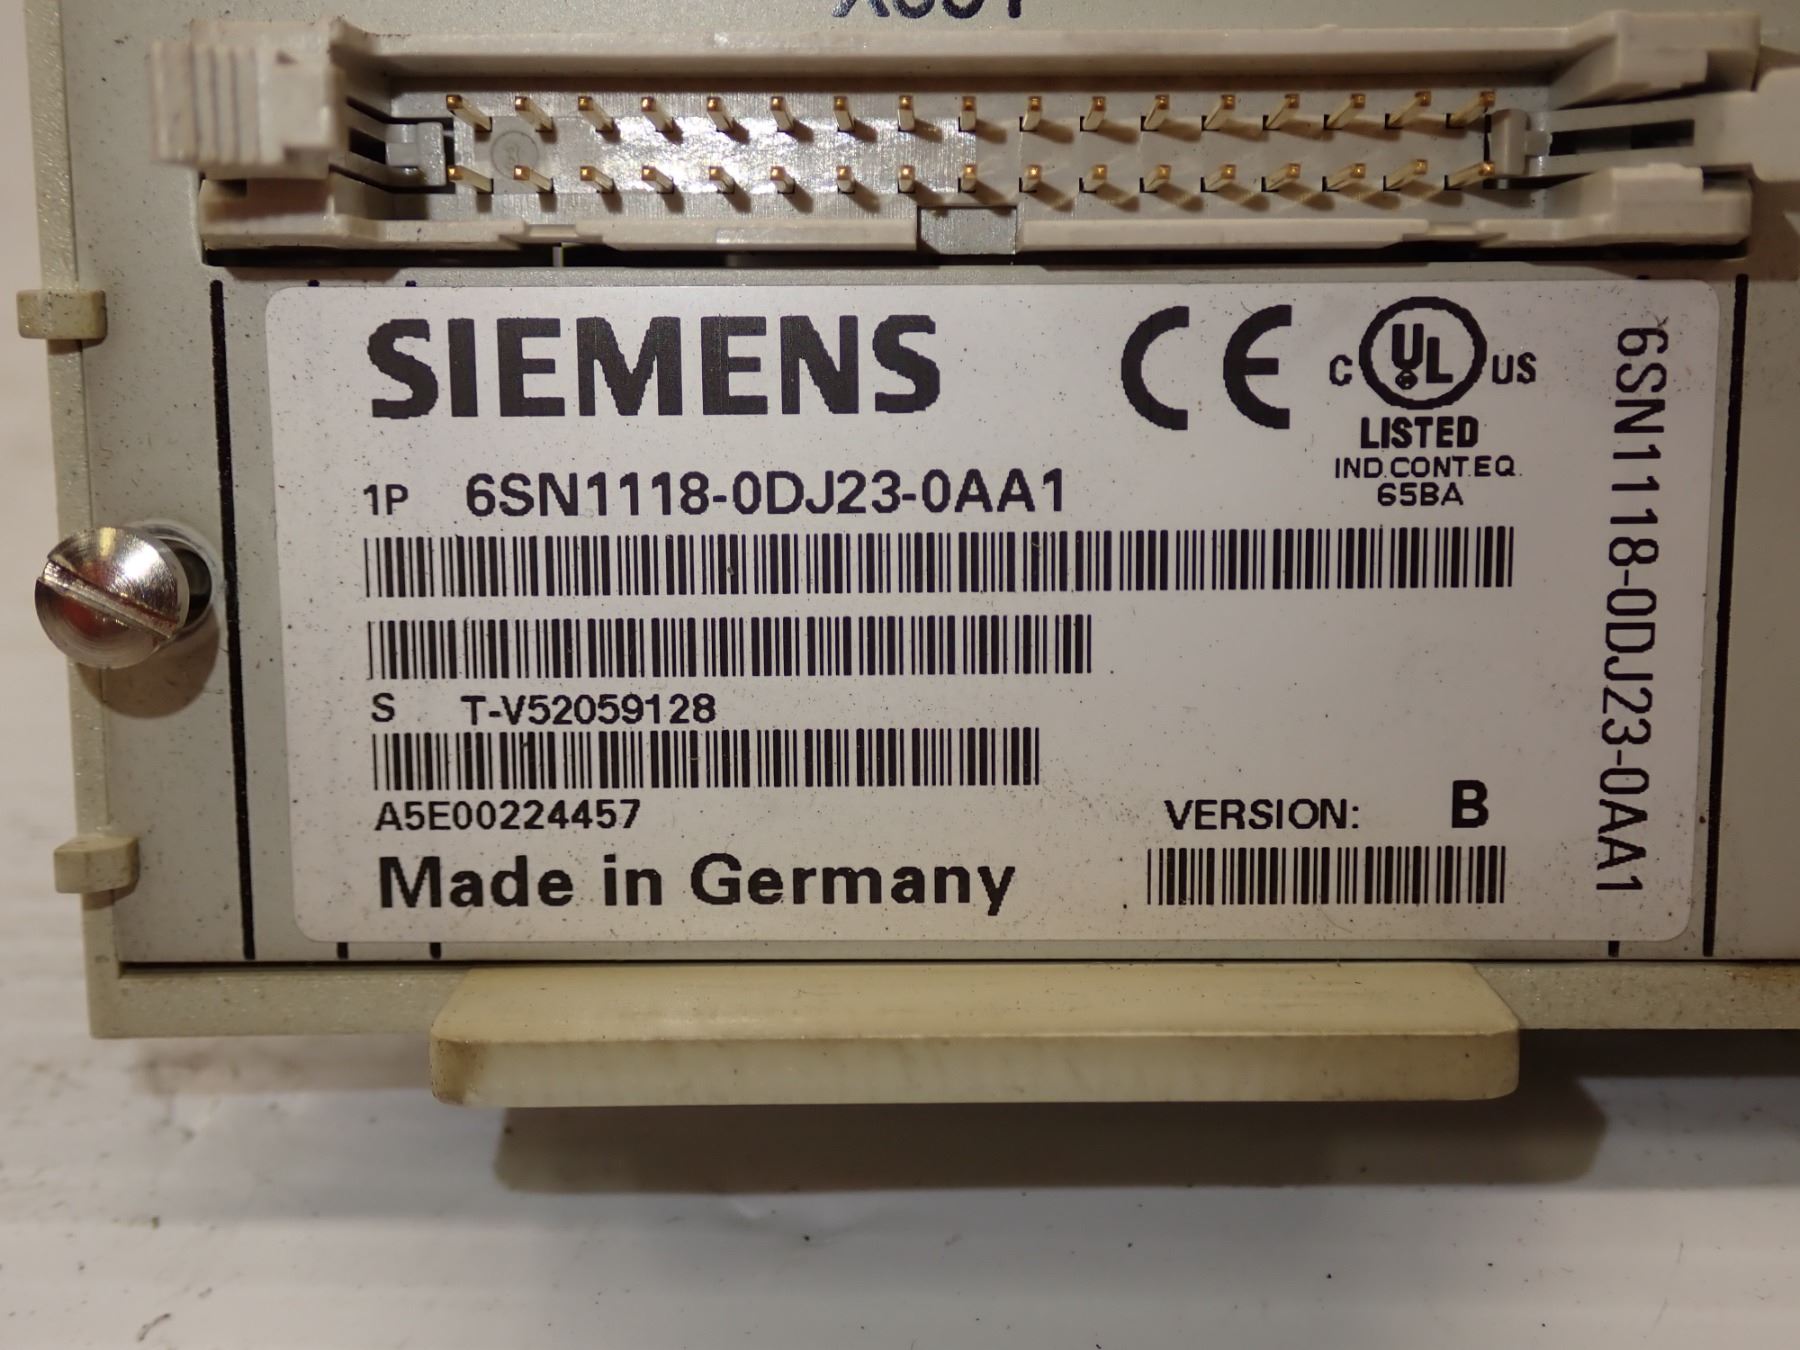 SIEMENS
CE
C UL US
LISTED
IND.CONT.EQ.
65BA
1P 6SN1118-0DJ23-0AA1
S T-V52059128
A5E00224457
VERSION: B
Made in Germany
6SN1118-0DJ23-0AA1